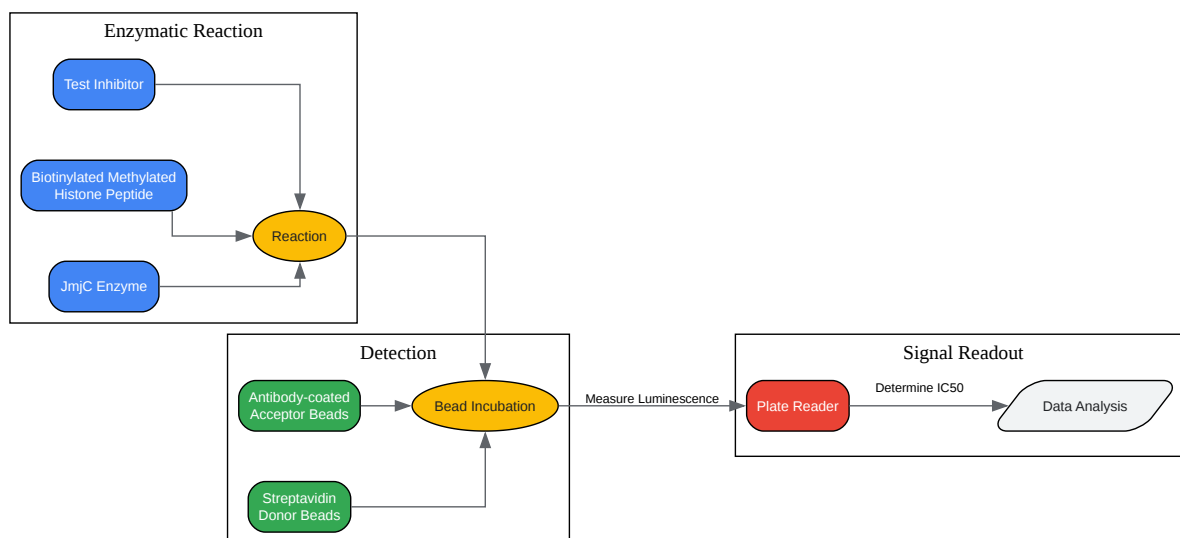 Enzymatic Reaction
Test Inhibitor
Biotinylated Methylated
Histone Peptide
Reaction
JmjC Enzyme
Detection
Antibody-coated
Acceptor Beads
Bead Incubation
Streptavidin
Donor Beads
Measure Luminescence
Signal Readout
Plate Reader
Determine IC50
Data Analysis